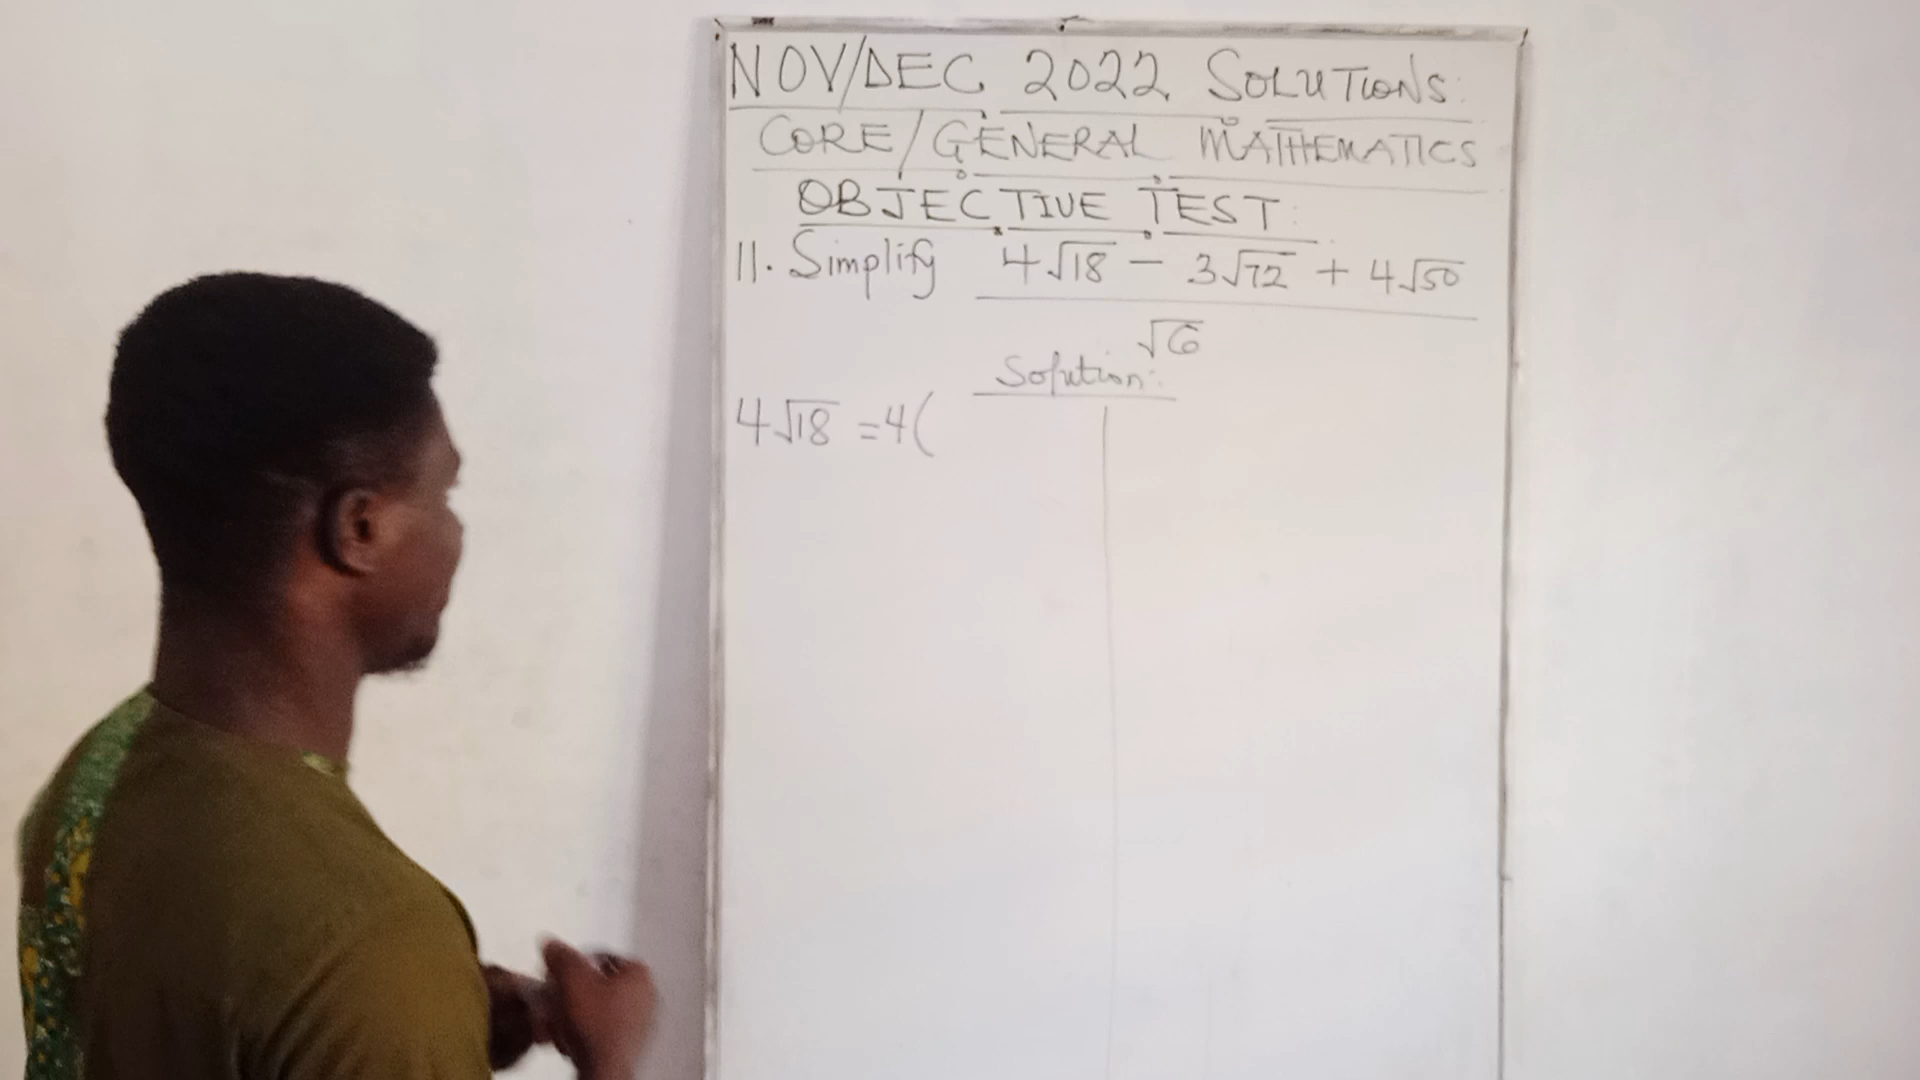 NOV/DEC 2022 SOLUTIONS:
CORE/GENERAL MATHEMATICS
OBJECTIVE TEST:
11. Simplify 4√18 - 3√72 + 4√50
√6
Solution:
4√18 = 4(